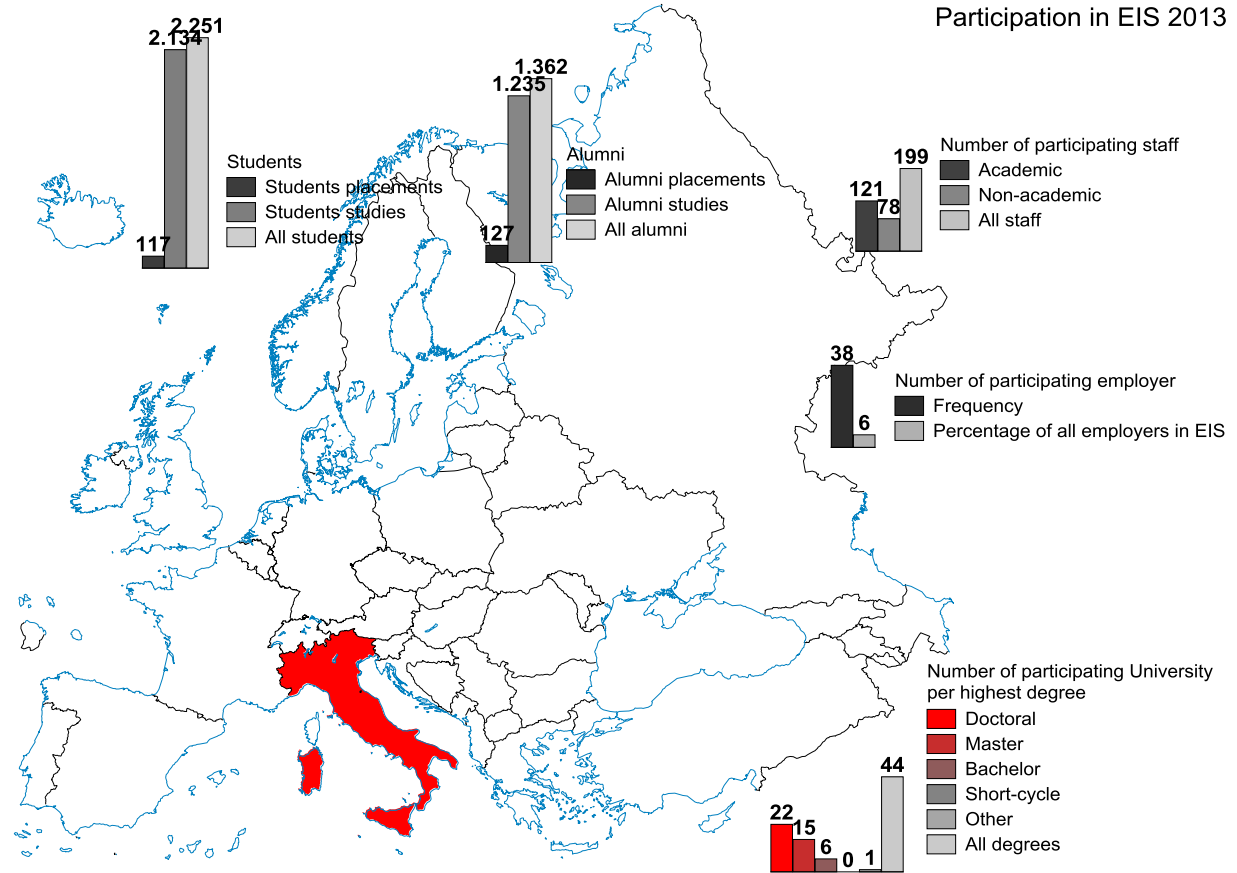 Participation in EIS 2013
2.251
2.134
117
Students
Students placements
Students studies
All students
1.362
1.235
127
Alumni
Alumni placements
Alumni studies
All alumni
199
121
78
Number of participating staff
Academic
Non-academic
All staff
38
6
Number of participating employer
Frequency
Percentage of all employers in EIS
Number of participating University
per highest degree
Doctoral
Master
Bachelor
Short-cycle
Other
All degrees
44
22
15
6
0
1